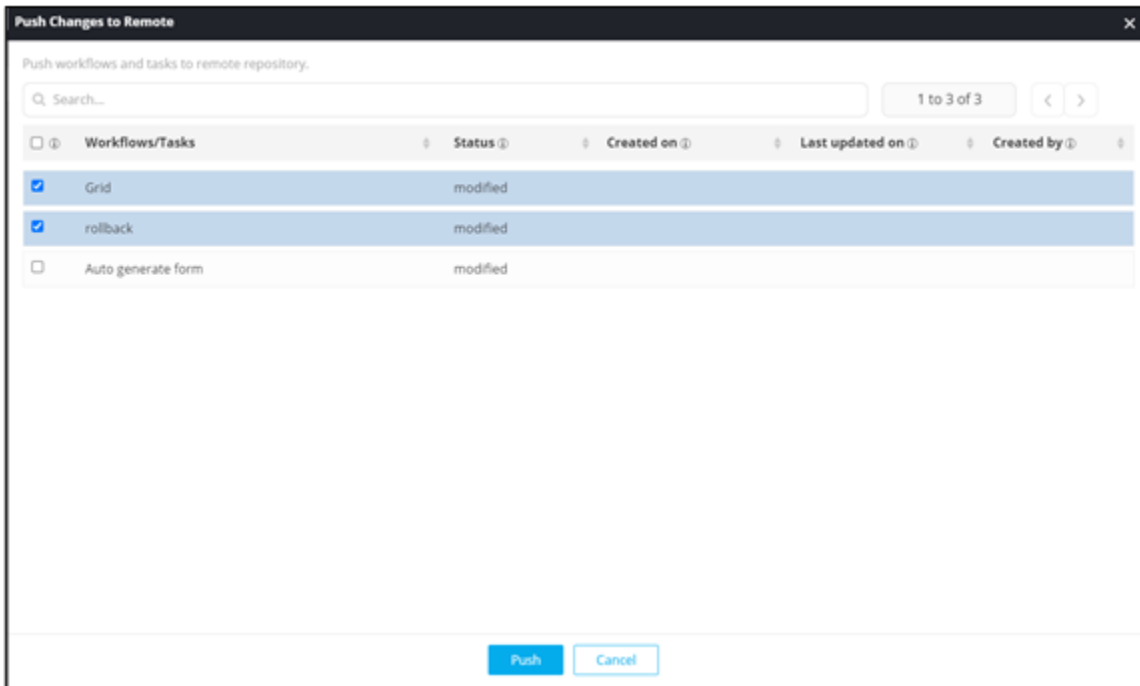 Push Changes to Remote
Push workflows and tasks to remote repository.
Search...
1 to 3 of 3
Workflows/Tasks Status Created on Last updated on Created by
Grid modified
rollback modified
Auto generate form modified
Push Cancel